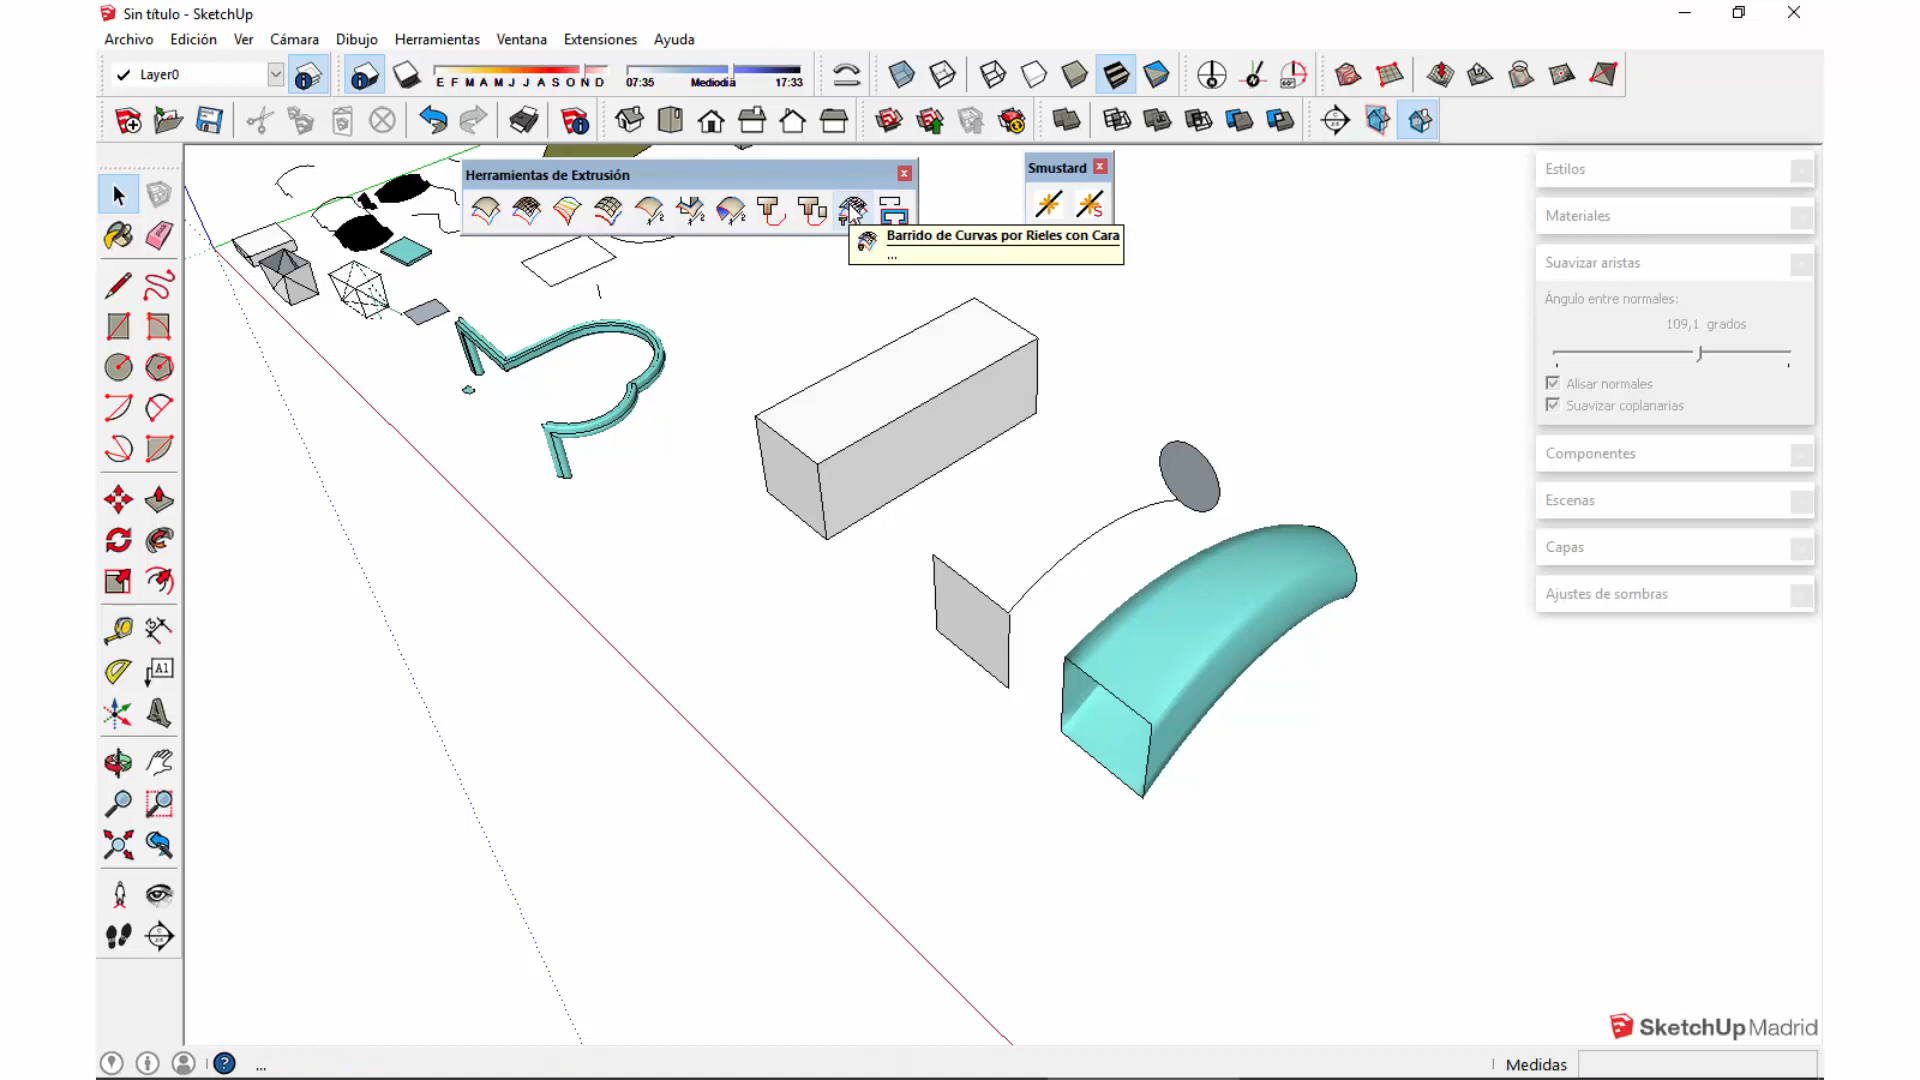 Sin título - SketchUp
Archivo Edición Ver Cámara Dibujo Herramientas Ventana Extensiones Ayuda
Layer0
E F M A M J J A S O N D
07:35 Mediodía 17:33
Herramientas de Extrusión
Smustard
Barrido de Curvas por Rieles con Cara
...
Estilos
Materiales
Suavizar aristas
Ángulo entre normales:
109,1 grados
Alisar normales
Suavizar coplanarias
Componentes
Escenas
Capas
Ajustes de sombras
A1
SketchUp Madrid
...
Medidas